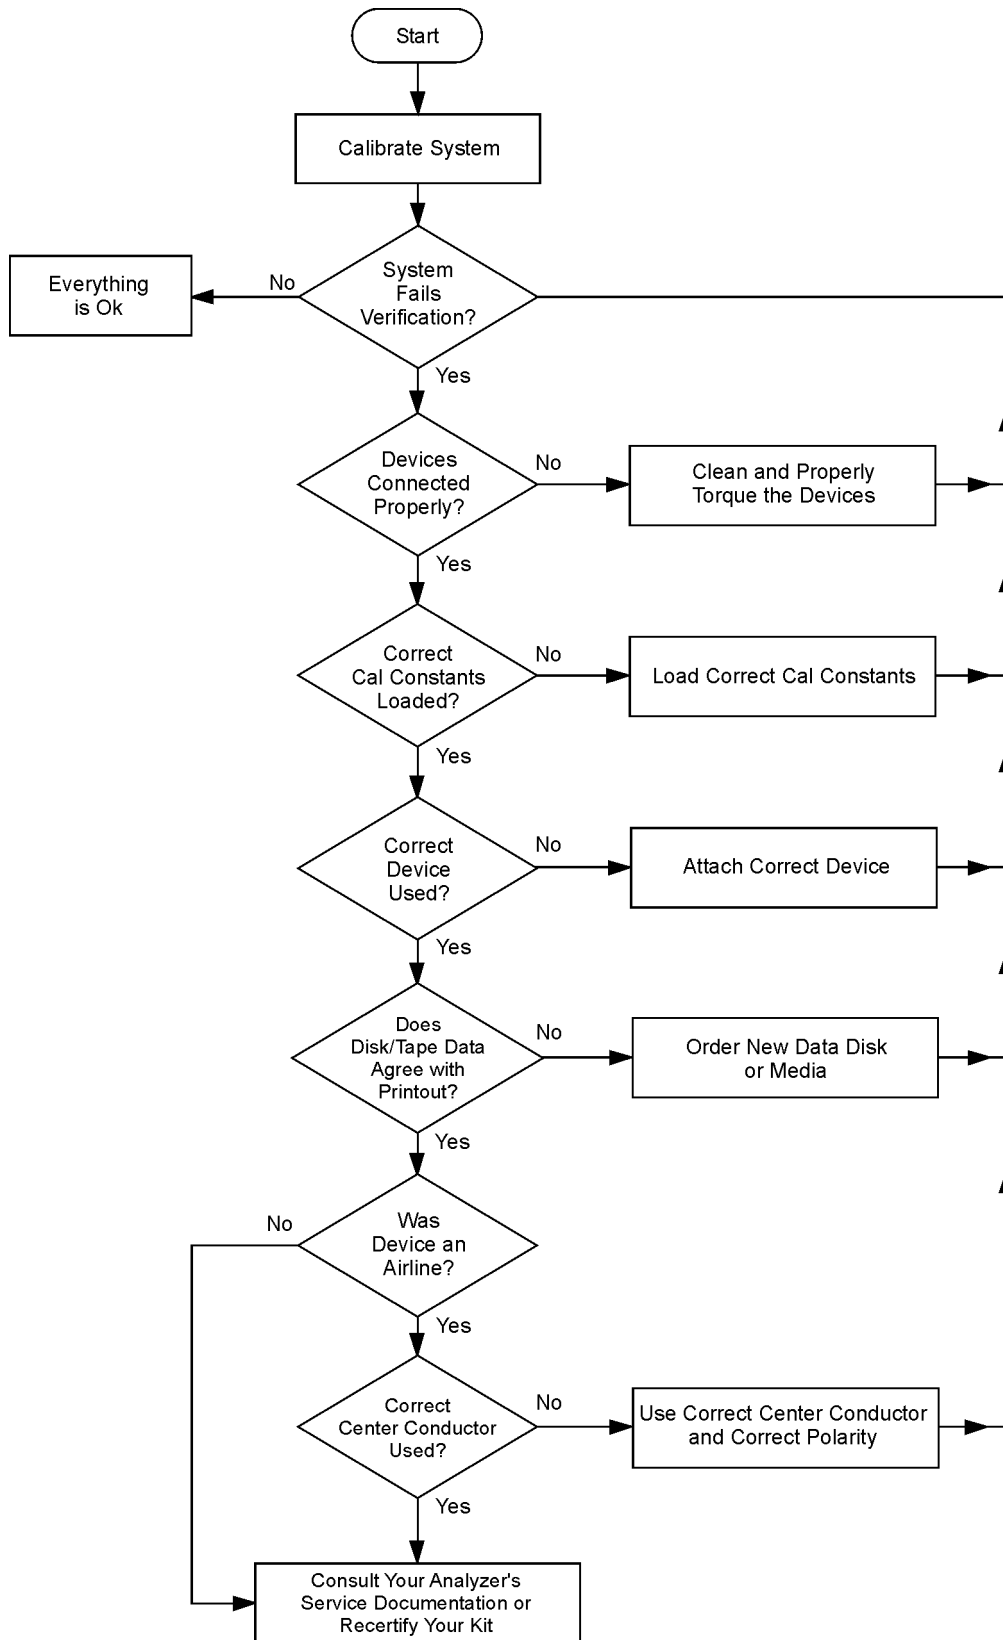 Start
Calibrate System
System
Fails
Verification?
No
Everything
is Ok
Yes
Devices
Connected
Properly?
No
Clean and Properly
Torque the Devices
Yes
Correct
Cal Constants
Loaded?
No
Load Correct Cal Constants
Yes
Correct
Device
Used?
No
Attach Correct Device
Yes
Does
Disk/Tape Data
Agree with
Printout?
No
Order New Data Disk
or Media
Yes
No
Was
Device an
Airline?
Yes
Correct
Center Conductor
Used?
No
Use Correct Center Conductor
and Correct Polarity
Yes
Consult Your Analyzer's
Service Documentation or
Recertify Your Kit